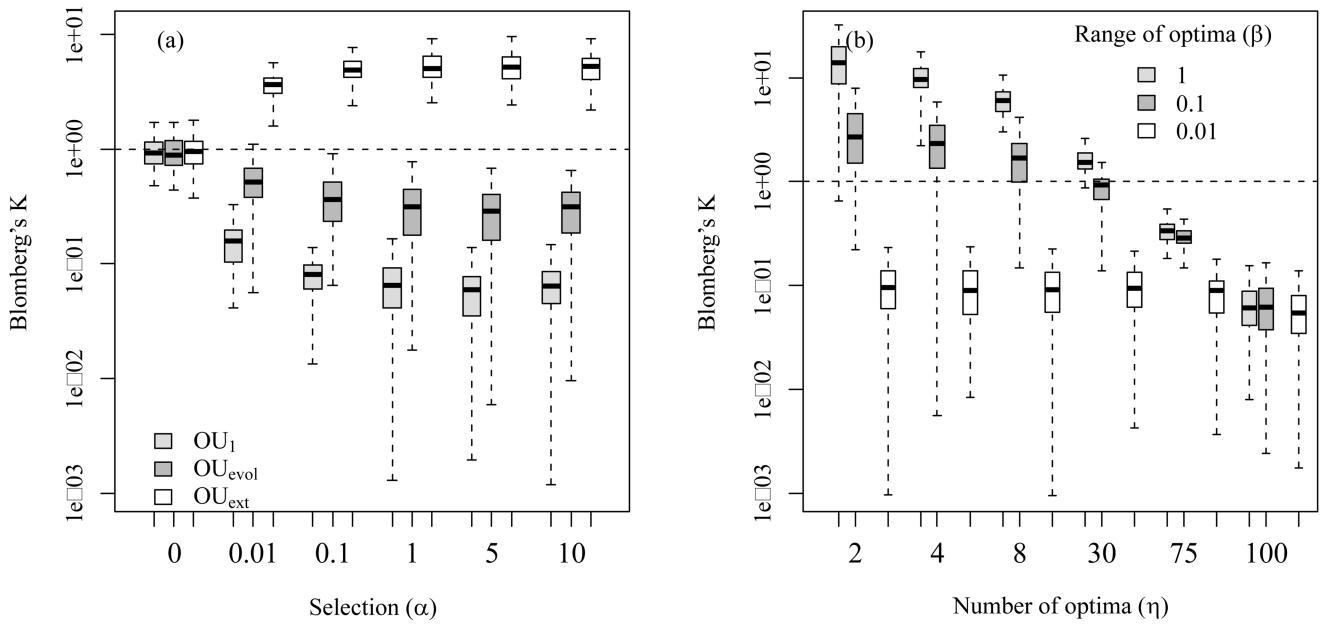 (a)
Blomberg's K
1e+01
1e+00
1e□01
1e□02
1e□03
OU1
OUevol
OUext
0 0.01 0.1 1 5 10
Selection (α)
(b)
Range of optima (β)
1
0.1
0.01
Blomberg's K
1e+01
1e+00
1e□01
1e□02
1e□03
2 4 8 30 75 100
Number of optima (η)